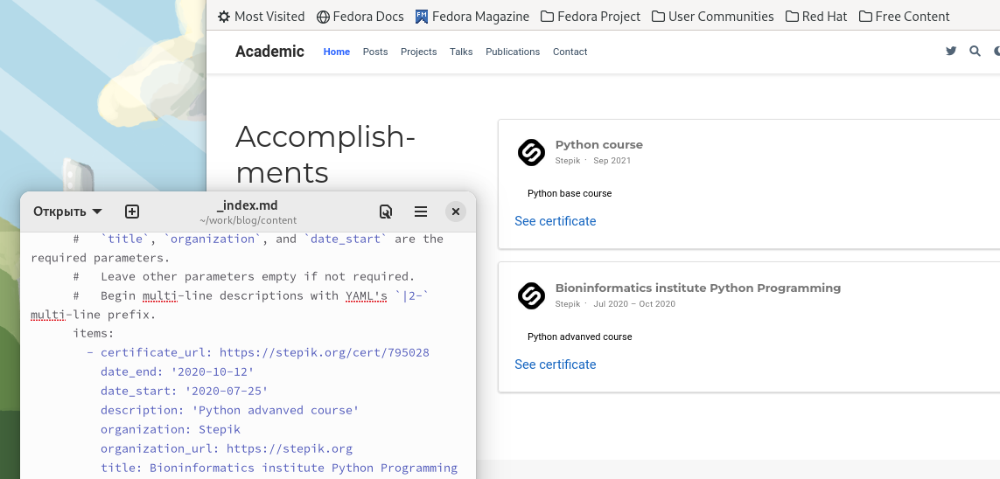 Most Visited Fedora Docs Fedora Magazine Fedora Project User Communities Red Hat Free Content
Academic Home Posts Projects Talks Publications Contact
Accomplish-
ments
Python course
Stepik · Sep 2021
Python base course
See certificate
Bioninformatics institute Python Programming
Stepik · Jul 2020 – Oct 2020
Python advanved course
See certificate
Открыть
_index.md
~/work/blog/content
#   `title`, `organization`, and `date_start` are the
required parameters.
#   Leave other parameters empty if not required.
#   Begin multi-line descriptions with YAML's `|2-`
multi-line prefix.
items:
- certificate_url: https://stepik.org/cert/795028
date_end: '2020-10-12'
date_start: '2020-07-25'
description: 'Python advanved course'
organization: Stepik
organization_url: https://stepik.org
title: Bioninformatics institute Python Programming